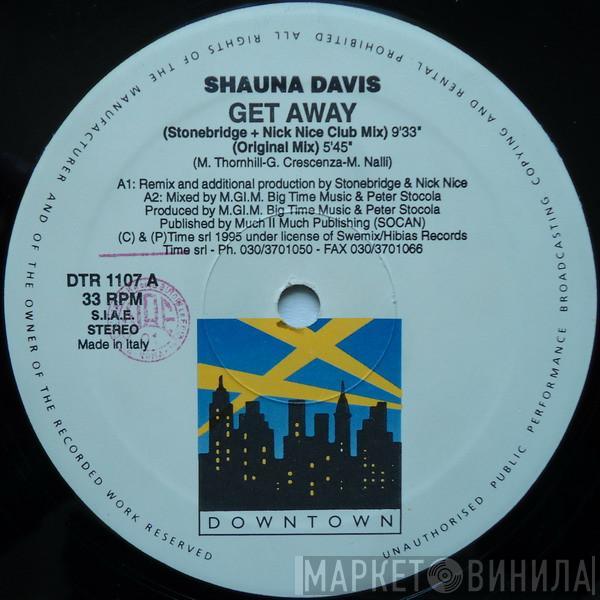 SHAUNA DAVIS
GET AWAY
(Stonebridge + Nick Nice Club Mix) 9'33"
(Original Mix) 5'45"
(M. Thornhill-G. Crescenza-M. Nalli)
A1: Remix and additional production by Stonebridge & Nick Nice
A2: Mixed by M.GI.M. Big Time Music & Peter Stocola
Produced by M.GI.M. Big Time Music & Peter Stocola
Published by Much II Much Publishing (SOCAN)
(C) & (P)Time srl 1995 under license of Swemix/Hibias Records
Time srl - Ph. 030/3701050 - FAX 030/3701066
DTR 1107 A
33 RPM
S.I.A.E.
STEREO
Made in Italy
DOWNTOWN
ALL RIGHTS OF THE MANUFACTURER AND OF THE OWNER OF THE RECORDED WORK RESERVED
UNAUTHORISED PUBLIC PERFORMANCE BROADCASTING COPYING AND RENTAL PROHIBITED
МАРКЕТ ВИНИЛА